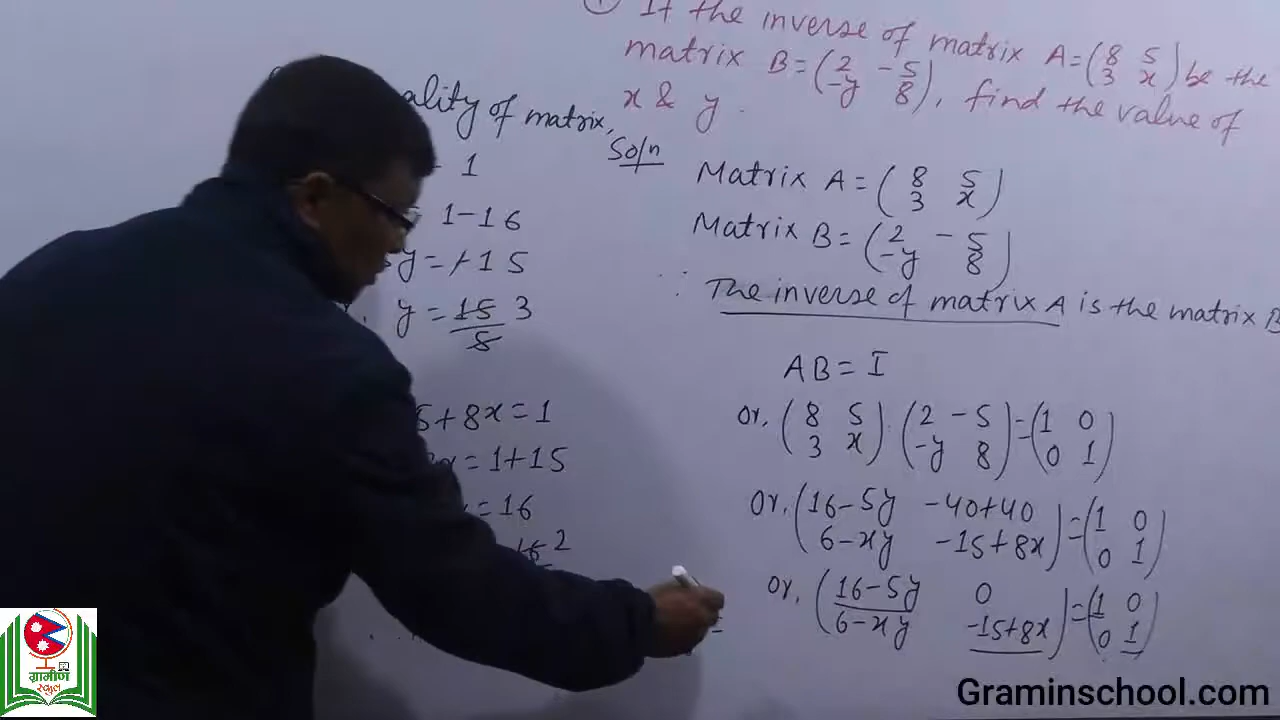 If the inverse of matrix A=(8 5
3 x) be the
matrix B=(2 -5
-y 8), find the value of
x & y.
ality of matrix,
1
1-16
y=-15
y=15 3
5
5+8x=1
x=1+15
=16
16 2
Soln
Matrix A=(8 5
3 x)
Matrix B=(2 -5
-y 8)
∴ The inverse of matrix A is the matrix B
AB=I
Or, (8 5
3 x) (2 -5
-y 8)=(1 0
0 1)
Or, (16-5y -40+40
6-xy -15+8x)=(1 0
0 1)
Or, (16-5y 0
6-xy -15+8x)=(1 0
0 1)
ग्रामीण
स्कुल
Graminschool.com